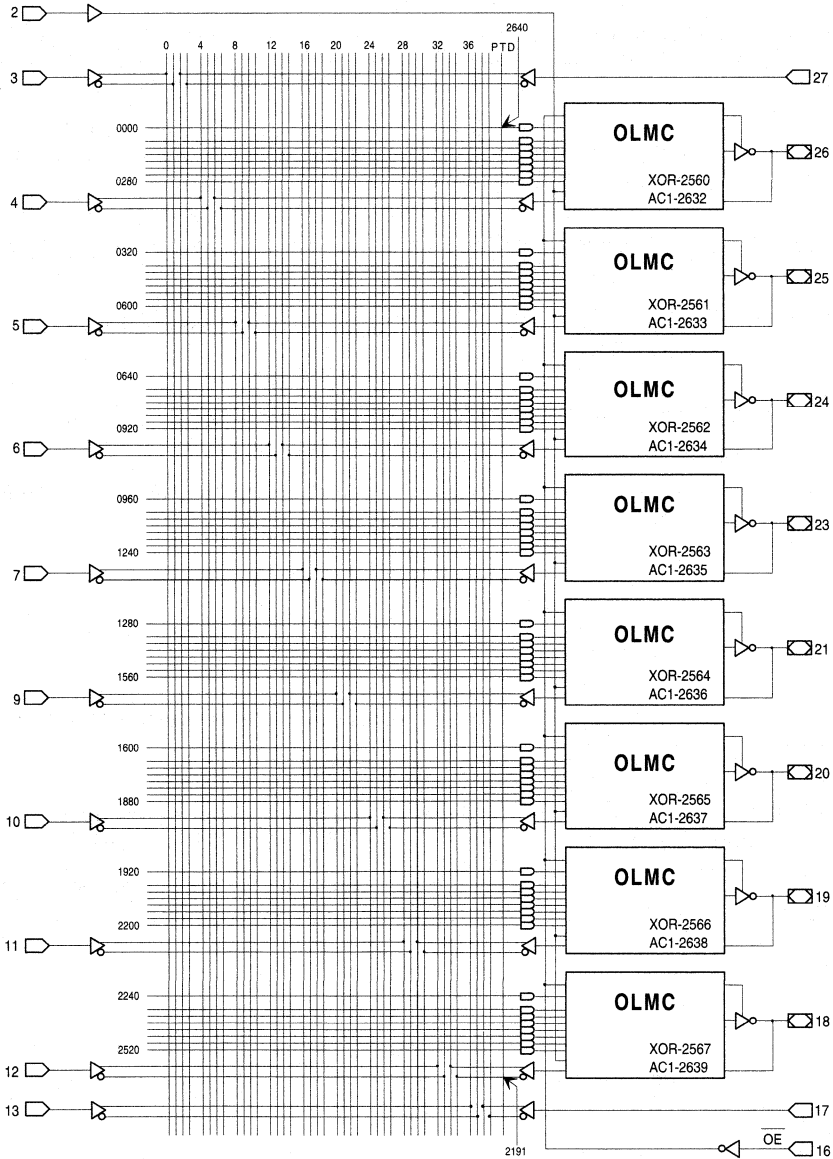 2
2640
0 4 8 12 16 20 24 28 32 36 PTD
3 27
0000
OLMC
26
0280
XOR-2560
AC1-2632
4
0320
OLMC
25
0600
XOR-2561
AC1-2633
5
0640
OLMC
24
0920
XOR-2562
AC1-2634
6
0960
OLMC
23
1240
XOR-2563
AC1-2635
7
1280
OLMC
21
1560
XOR-2564
AC1-2636
9
1600
OLMC
20
1880
XOR-2565
AC1-2637
10
1920
OLMC
19
2200
XOR-2566
AC1-2638
11
2240
OLMC
18
2520
XOR-2567
AC1-2639
12
13 17
OE
2191 16